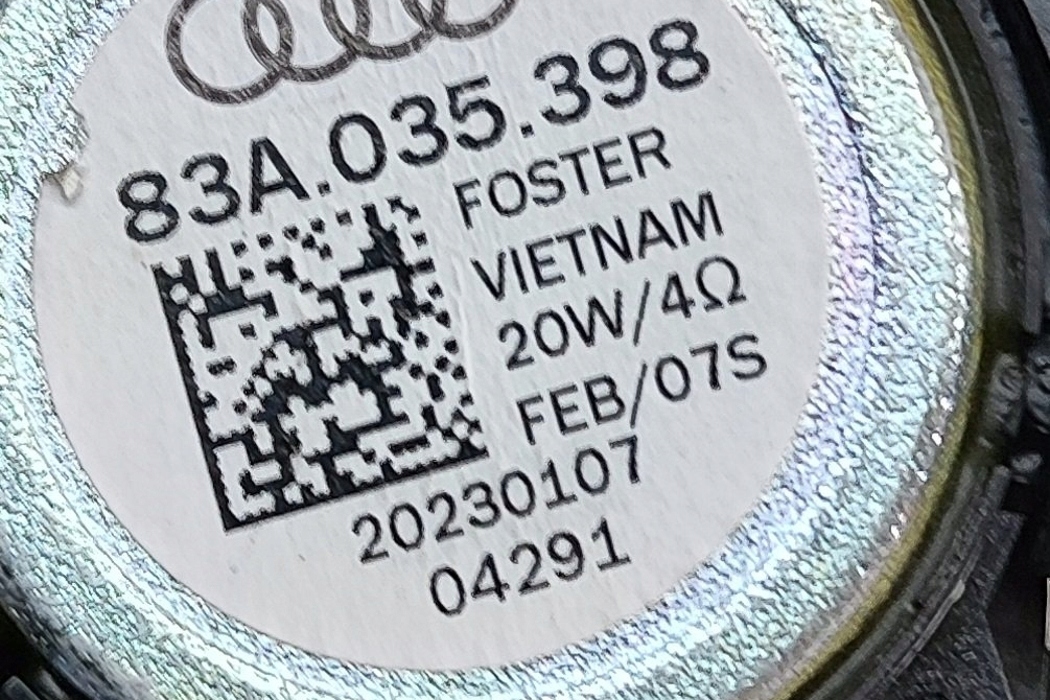 83A.035.398
FOSTER
VIETNAM
20W/4Ω
FEB/07S
20230107
04291